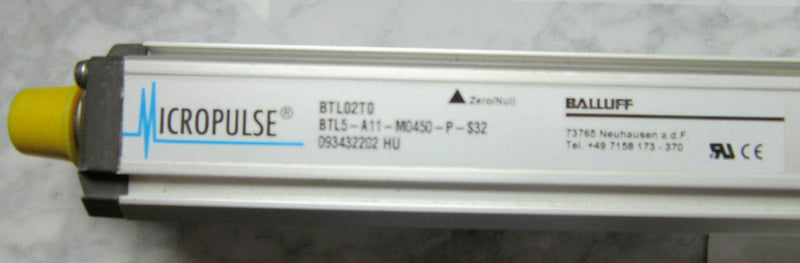 MICROPULSE®
BTL02T0
BTL5-A11-M0450-P-S32
093432202 HU
Zero/Null
BALLUFF
73765 Neuhausen a.d.F.
Tel. +49 7158 173-370
CE